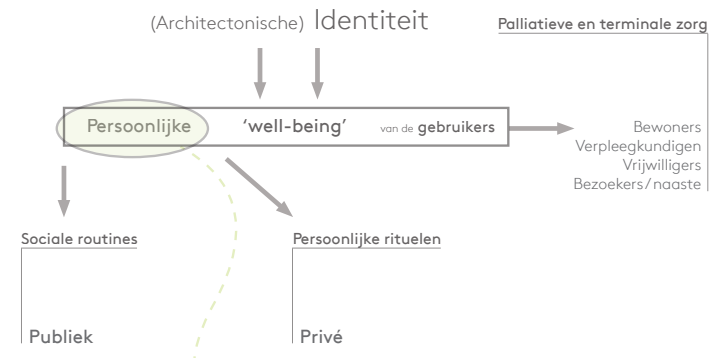 (Architectonische) Identiteit
Palliatieve en terminale zorg
Persoonlijke 'well-being' van de gebruikers
Bewoners
Verpleegkundigen
Vrijwilligers
Bezoekers/naaste
Sociale routines
Persoonlijke rituelen
Publiek
Privé